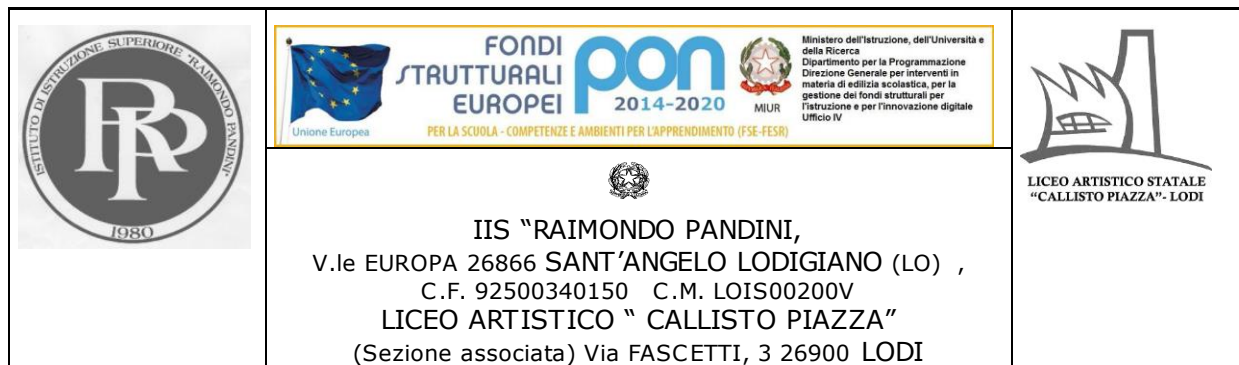 ISTITUTO DI ISTRUZIONE SUPERIORE "RAIMONDO PANDINI"
1980
Unione Europea
FONDI
STRUTTURALI
EUROPEI
pon
2014-2020
MIUR
Ministero dell'Istruzione, dell'Università e
della Ricerca
Dipartimento per la Programmazione
Direzione Generale per interventi in
materia di edilizia scolastica, per la
gestione dei fondi strutturali per
l'istruzione e per l'innovazione digitale
Ufficio IV
PER LA SCUOLA - COMPETENZE E AMBIENTI PER L'APPRENDIMENTO (FSE-FESR)
LICEO ARTISTICO STATALE
"CALLISTO PIAZZA"- LODI
IIS "RAIMONDO PANDINI,
V.le EUROPA 26866 SANT'ANGELO LODIGIANO (LO) ,
C.F. 92500340150 C.M. LOIS00200V
LICEO ARTISTICO " CALLISTO PIAZZA"
(Sezione associata) Via FASCETTI, 3 26900 LODI